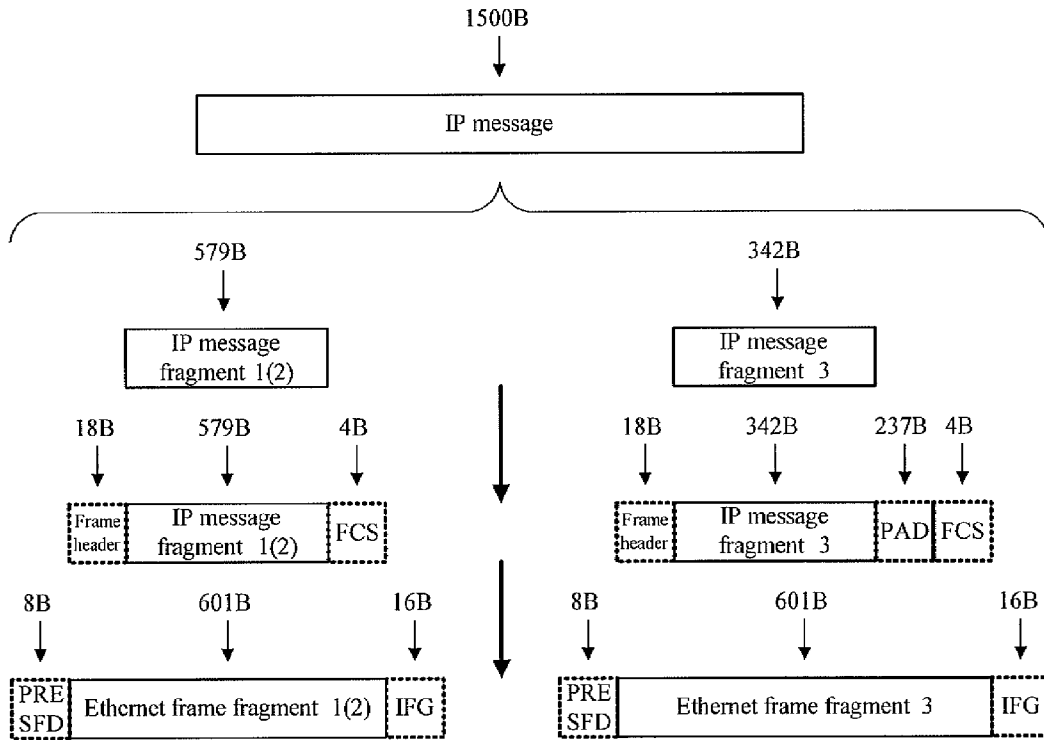 1500B
IP message
579B
342B
IP message
fragment 1(2)
IP message
fragment 3
18B
579B
4B
18B
342B
237B
4B
Frame
header
IP message
fragment 1(2)
FCS
Frame
header
IP message
fragment 3
PAD
FCS
8B
601B
16B
8B
601B
16B
PRE
SFD
Ethernet frame fragment 1(2)
IFG
PRE
SFD
Ethernet frame fragment 3
IFG